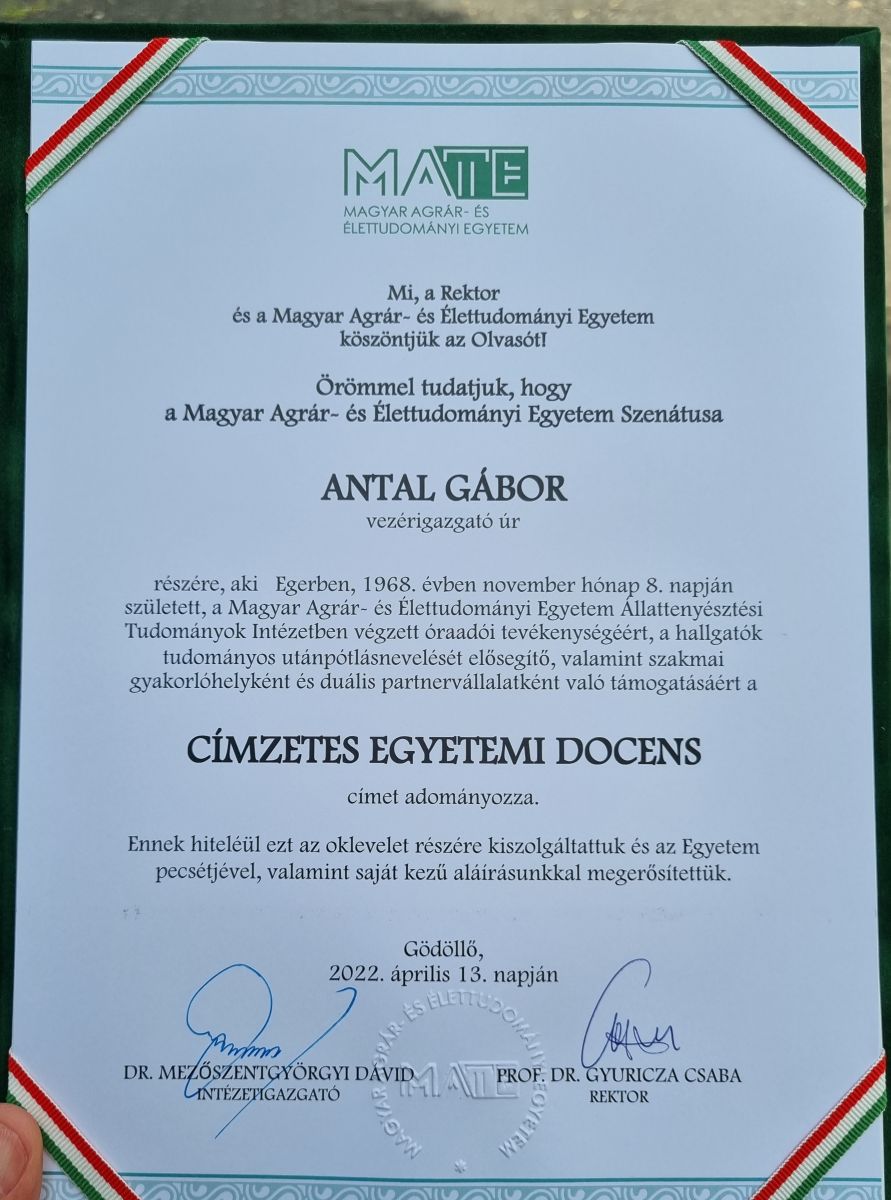 MATE
MAGYAR AGRÁR- ÉS
ÉLETTUDOMÁNYI EGYETEM
Mi, a Rektor
és a Magyar Agrár- és Élettudományi Egyetem
köszöntjük az Olvasót!
Örömmel tudatjuk, hogy
a Magyar Agrár- és Élettudományi Egyetem Szenátusa
ANTAL GÁBOR
vezérigazgató úr
részére, aki Egerben, 1968. évben november hónap 8. napján
született, a Magyar Agrár- és Élettudományi Egyetem Állattenyésztési
Tudományok Intézetben végzett óraadói tevékenységéért, a hallgatók
tudományos utánpótlásnevelését elősegítő, valamint szakmai
gyakorlóhelyként és duális partnervállalatként való támogatásáért a
CÍMZETES EGYETEMI DOCENS
címet adományozza.
Ennek hiteléül ezt az oklevelet részére kiszolgáltattuk és az Egyetem
pecsétjével, valamint saját kezű aláírásunkkal megerősítettük.
Gödöllő,
2022. április 13. napján
DR. MEZŐSZENTGYÖRGYI DÁVID
INTÉZETIGAZGATÓ
PROF. DR. GYURICZA CSABA
REKTOR
MAGYAR AGRÁR- ÉS ÉLETTUDOMÁNYI EGYETEM
MATE